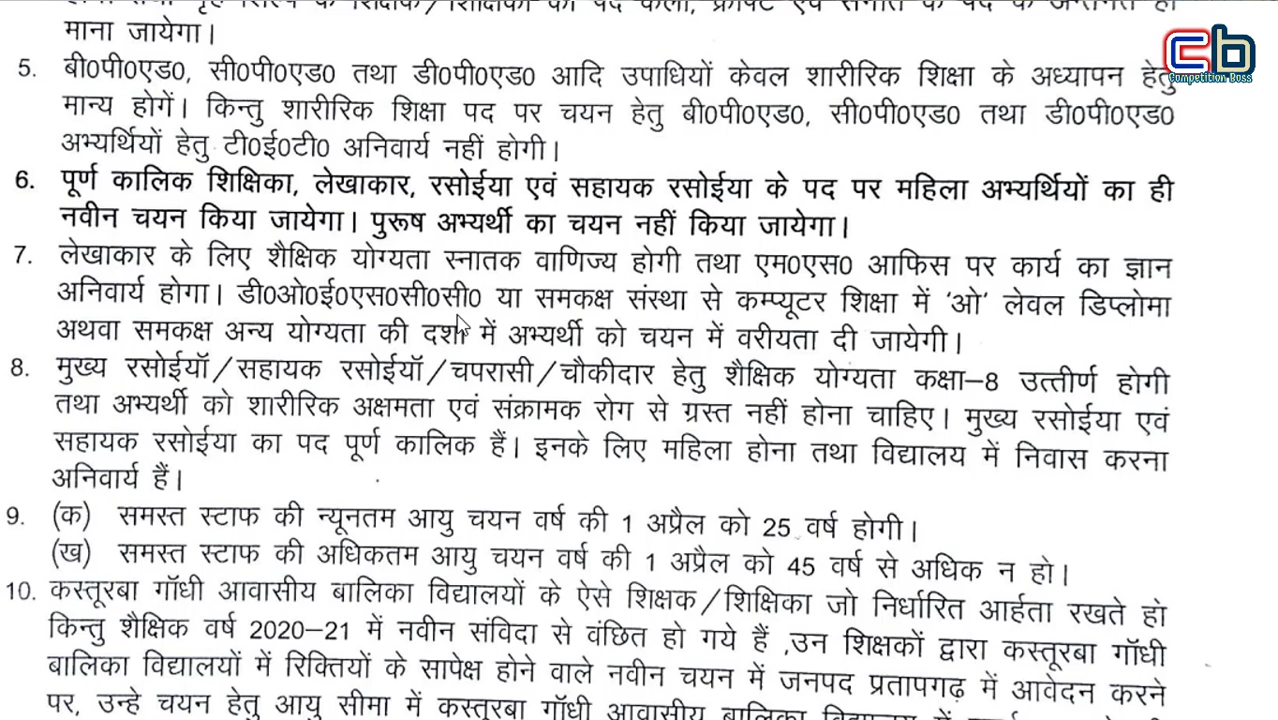 माना जायेगा।
5. बी0पी0एड0, सी0पी0एड0 तथा डी0पी0एड0 आदि उपाधियों केवल शारीरिक शिक्षा के अध्यापन हेतु
मान्य होगें। किन्तु शारीरिक शिक्षा पद पर चयन हेतु बी0पी0एड0, सी0पी0एड0 तथा डी0पी0एड0
अभ्यर्थियों हेतु टी0ई0टी0 अनिवार्य नहीं होगी।
6. पूर्ण कालिक शिक्षिका, लेखाकार, रसोईया एवं सहायक रसोईया के पद पर महिला अभ्यर्थियों का ही
नवीन चयन किया जायेगा। पुरूष अभ्यर्थी का चयन नहीं किया जायेगा।
7. लेखाकार के लिए शैक्षिक योग्यता स्नातक वाणिज्य होगी तथा एम0एस0 आफिस पर कार्य का ज्ञान
अनिवार्य होगा। डी0ओ0ई0एस0सी0सी0 या समकक्ष संस्था से कम्प्यूटर शिक्षा में 'ओ' लेवल डिप्लोमा
अथवा समकक्ष अन्य योग्यता की दशा में अभ्यर्थी को चयन में वरीयता दी जायेगी।
8. मुख्य रसोईयॉ/सहायक रसोईयॉ/चपरासी/चौकीदार हेतु शैक्षिक योग्यता कक्षा-8 उत्तीर्ण होगी
तथा अभ्यर्थी को शारीरिक अक्षमता एवं संक्रामक रोग से ग्रस्त नहीं होना चाहिए। मुख्य रसोईया एवं
सहायक रसोईया का पद पूर्ण कालिक हैं। इनके लिए महिला होना तथा विद्यालय में निवास करना
अनिवार्य हैं।
9. (क) समस्त स्टाफ की न्यूनतम आयु चयन वर्ष की 1 अप्रैल को 25 वर्ष होगी।
(ख) समस्त स्टाफ की अधिकतम आयु चयन वर्ष की 1 अप्रैल को 45 वर्ष से अधिक न हो।
10. कस्तूरबा गॉधी आवासीय बालिका विद्यालयों के ऐसे शिक्षक/शिक्षिका जो निर्धारित आर्हता रखते हो
किन्तु शैक्षिक वर्ष 2020-21 में नवीन संविदा से वंछित हो गये हैं ,उन शिक्षकों द्वारा कस्तूरबा गॉधी
बालिका विद्यालयों में रिक्तियों के सापेक्ष होने वाले नवीन चयन में जनपद प्रतापगढ़ में आवेदन करने
पर, उन्हे चयन हेतु आयु सीमा में कस्तूरबा गॉधी आवासीय बालिका
cb
Competition Boss